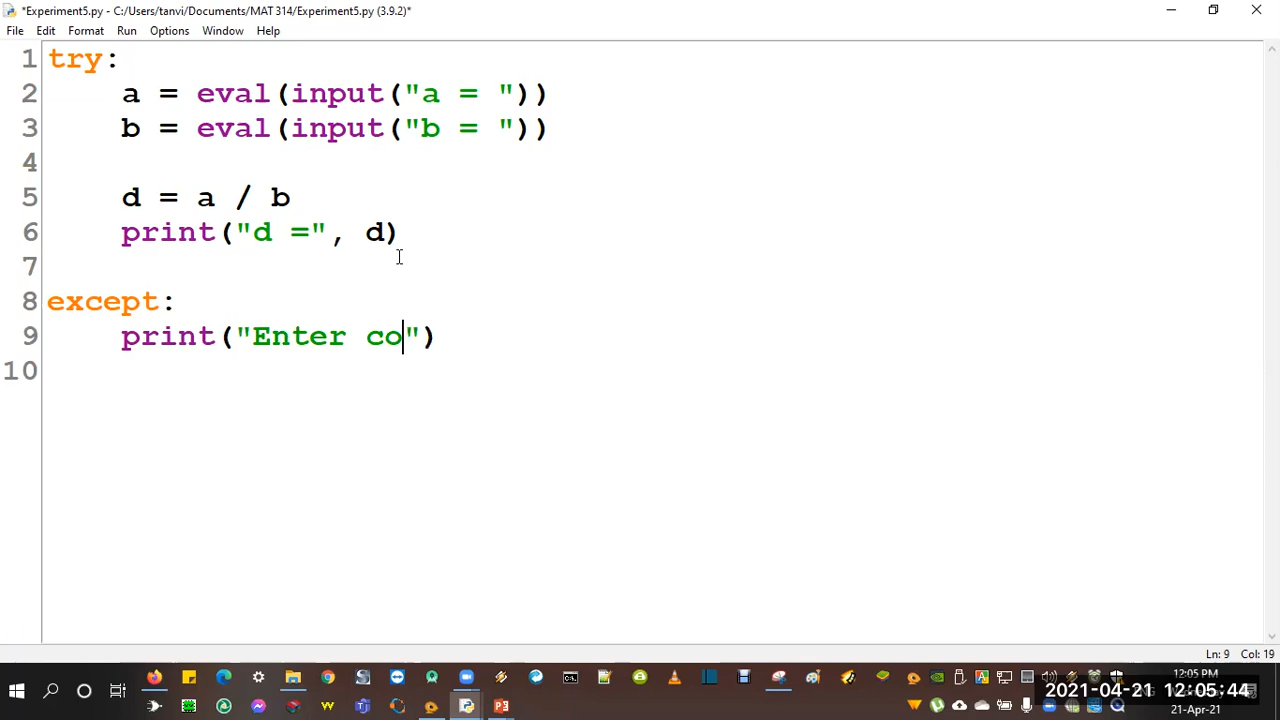 *Experiment5.py - C:/Users/tanvi/Documents/MAT 314/Experiment5.py (3.9.2)*
File Edit Format Run Options Window Help
1 try:
2 a = eval(input("a = "))
3 b = eval(input("b = "))
4
5 d = a / b
6 print("d =", d)
7
8 except:
9 print("Enter co")
10
Ln: 9 Col: 19
12:05 PM
2021-04-21 12:05:44
21-Apr-21